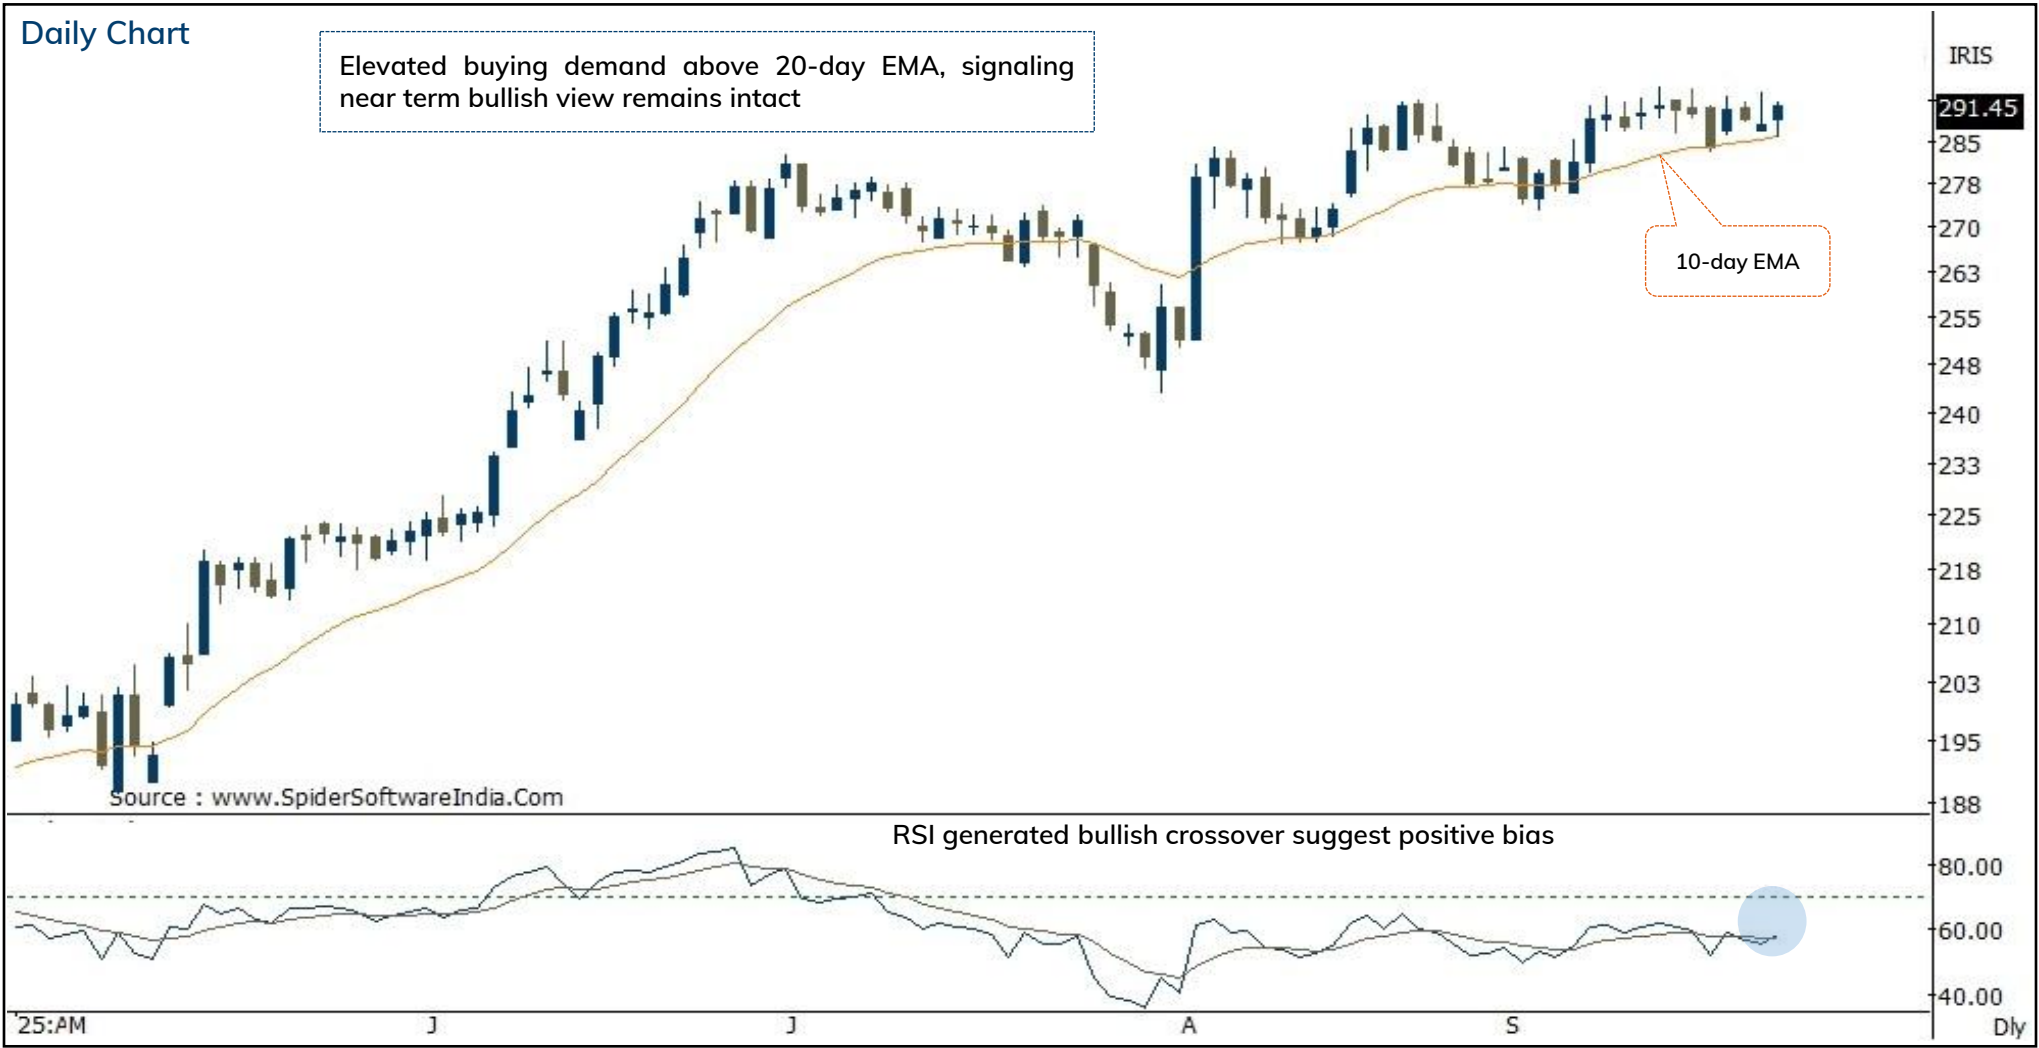 Daily Chart
Elevated buying demand above 20-day EMA, signaling
near term bullish view remains intact
IRIS
291.45
285
278
270
263
255
248
240
233
225
218
210
203
195
188
10-day EMA
Source : www.SpiderSoftwareIndia.Com
RSI generated bullish crossover suggest positive bias
80.00
60.00
40.00
25:AM J J A S Dly